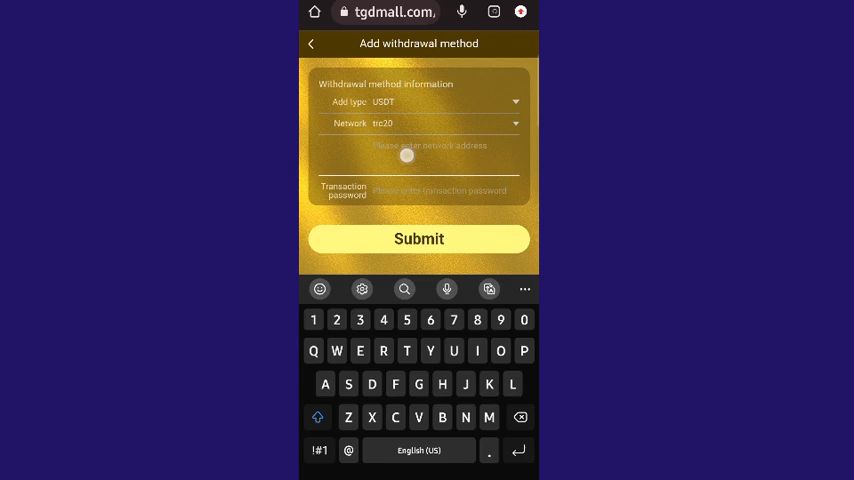 tgdmall.com,
Add withdrawal method
Withdrawal method information
Add type USDT
Network trc20
Please enter network address
Transaction password Please enter transaction password
Submit
1 2 3 4 5 6 7 8 9 0
Q W E R T Y U I O P
A S D F G H J K L
Z X C V B N M
!#1 @ English (US) .